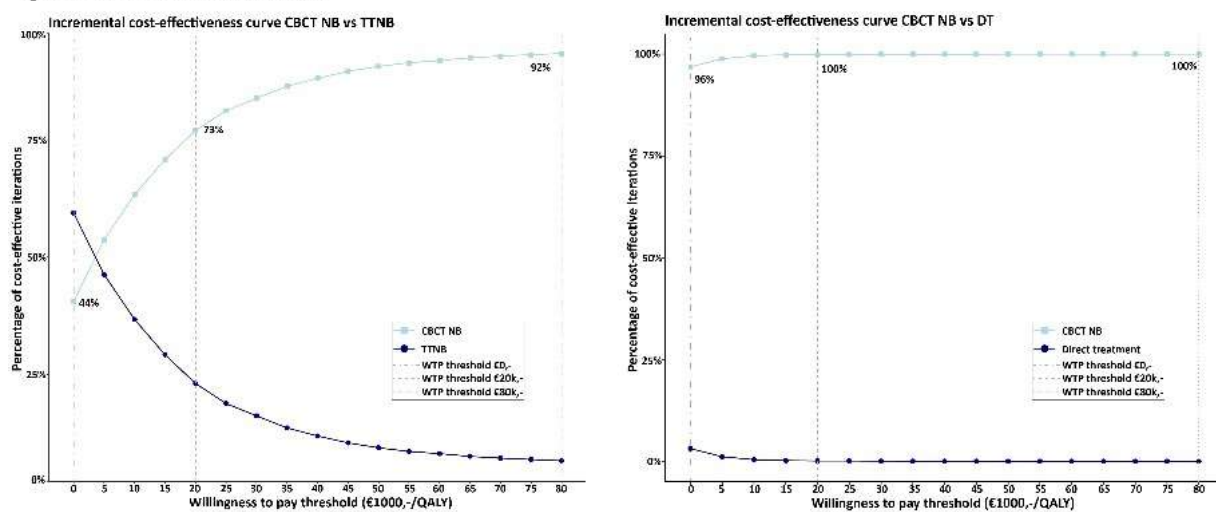 Incremental cost-effectiveness curve CBCT NB vs TTNB
Percentage of cost-effective iterations
100%
75%
50%
25%
0%
92%
73%
44%
CBCT NB
TTNB
WTP threshold €0,-
WTP threshold €20k,-
WTP threshold €80k,-
0 5 10 15 20 25 30 35 40 45 50 55 60 65 70 75 80
Willingness to pay threshold (€1000,-/QALY)
Incremental cost-effectiveness curve CBCT NB vs DT
Percentage of cost-effective iterations
100%
75%
50%
25%
0%
96%
100%
100%
CBCT NB
Direct treatment
WTP threshold €0,-
WTP threshold €20k,-
WTP threshold €80k,-
0 5 10 15 20 25 30 35 40 45 50 55 60 65 70 75 80
Willingness to pay threshold (€1000,-/QALY)